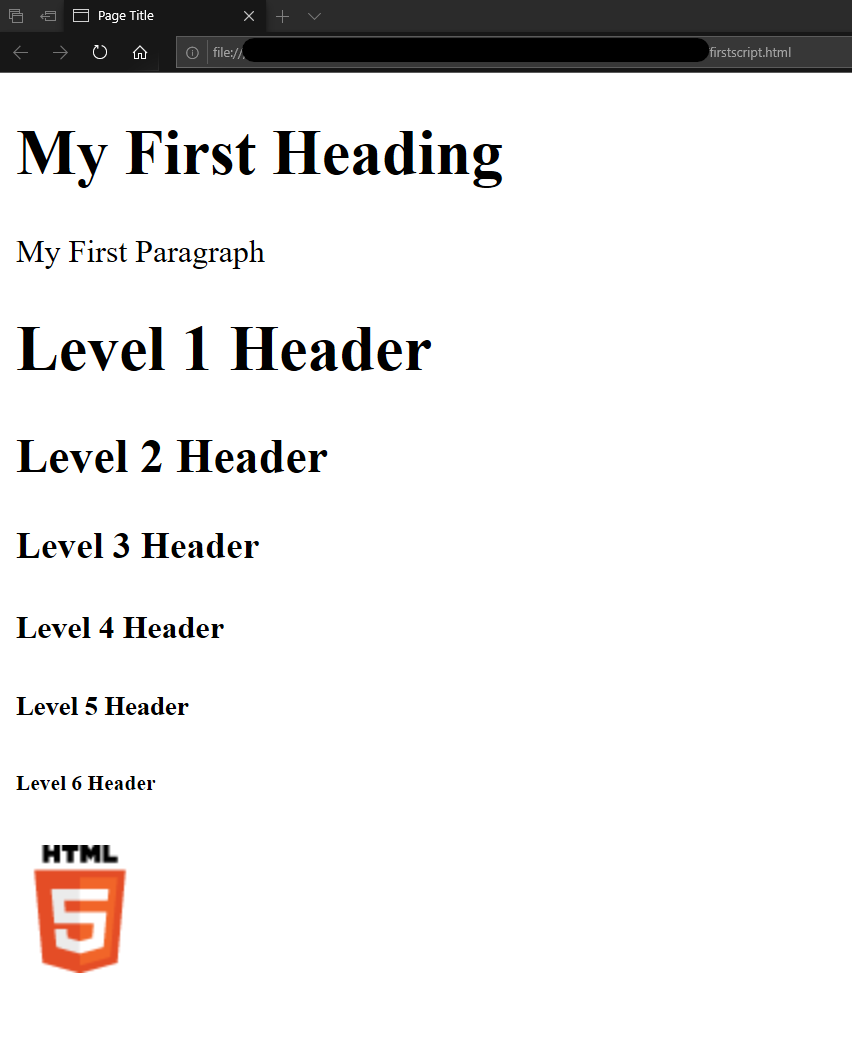 Page Title
file://
firstscript.html
My First Heading
My First Paragraph
Level 1 Header
Level 2 Header
Level 3 Header
Level 4 Header
Level 5 Header
Level 6 Header
HTML
5